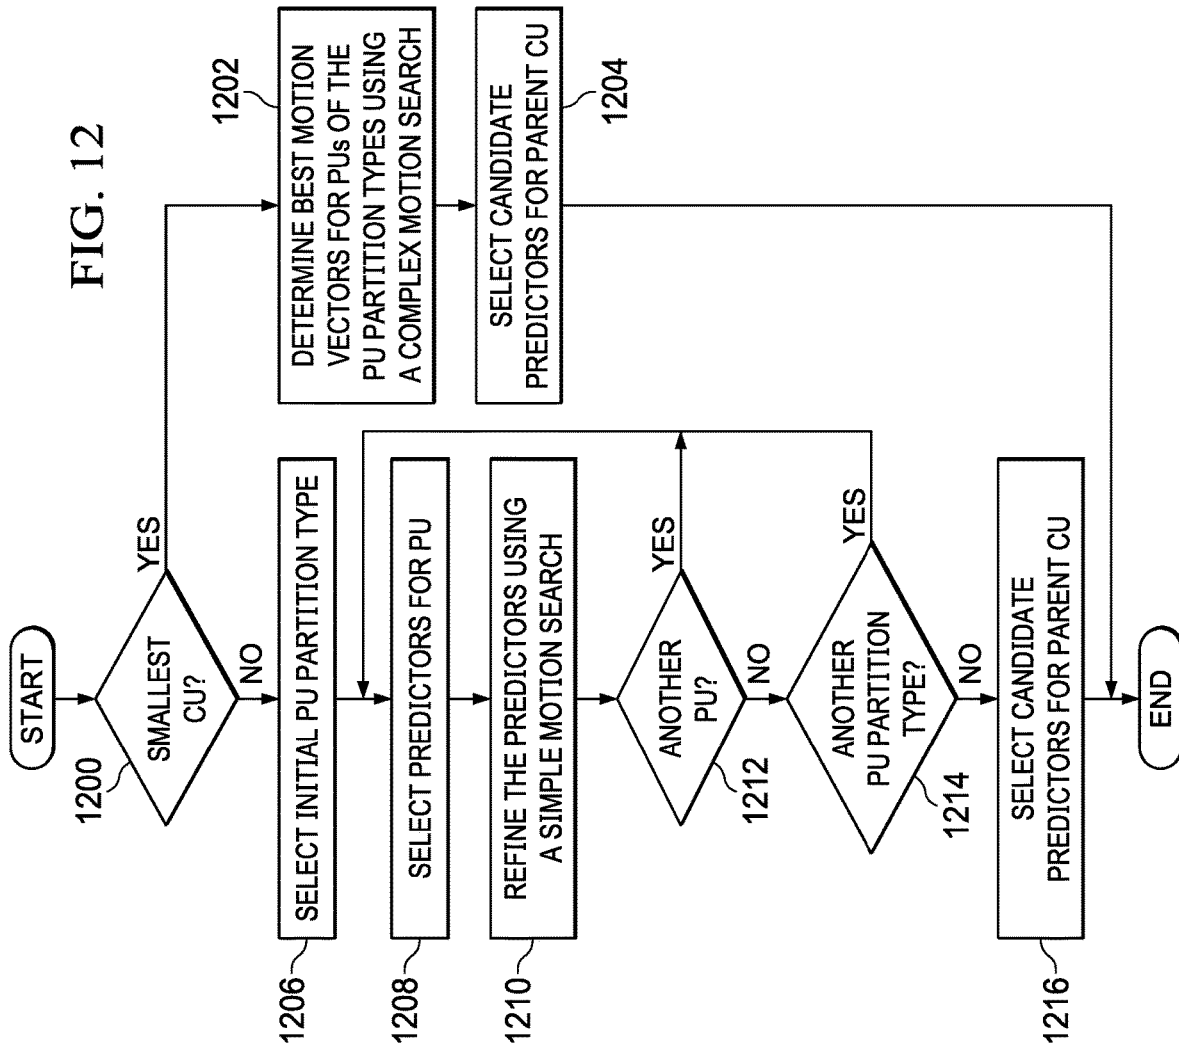 FIG. 12
START
1200
SMALLEST
CU?
YES
NO
1202
DETERMINE BEST MOTION
VECTORS FOR PUs OF THE
PU PARTITION TYPES USING
A COMPLEX MOTION SEARCH
SELECT CANDIDATE
PREDICTORS FOR PARENT CU
1204
1206
SELECT INITIAL PU PARTITION TYPE
1208
SELECT PREDICTORS FOR PU
1210
REFINE THE PREDICTORS USING
A SIMPLE MOTION SEARCH
ANOTHER
PU?
YES
1212
NO
ANOTHER
PU PARTITION
TYPE?
YES
1214
NO
1216
SELECT CANDIDATE
PREDICTORS FOR PARENT CU
END